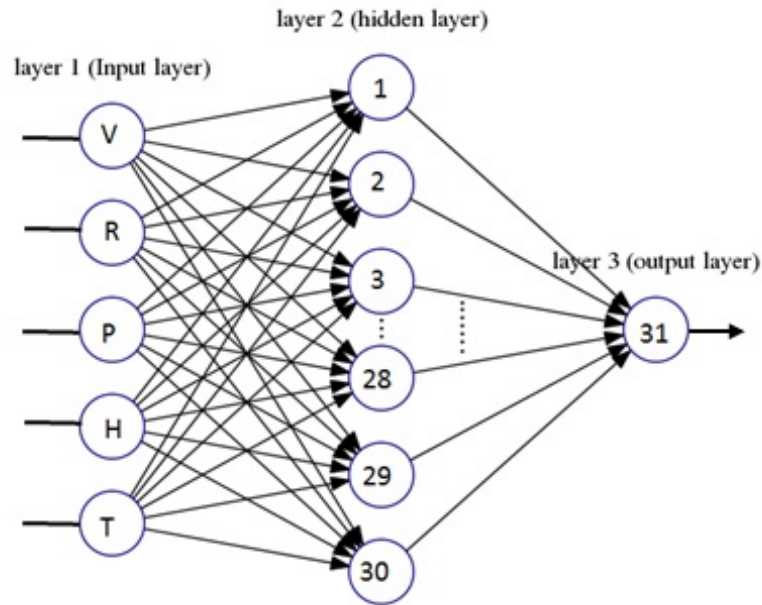 layer 2 (hidden layer)
layer 1 (Input layer)
1
V
2
R
layer 3 (output layer)
3
P
31
28
H
29
T
30